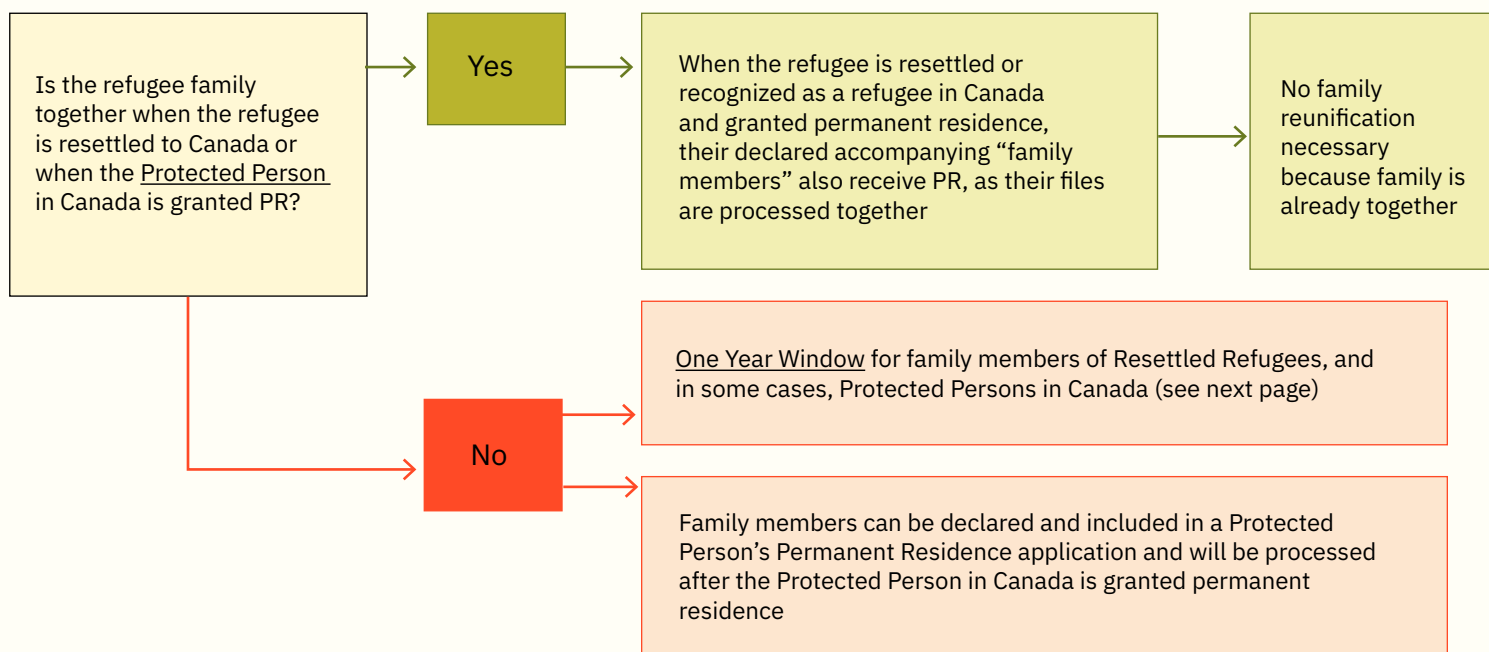 Is the refugee family
together when the refugee
is resettled to Canada or
when the Protected Person
in Canada is granted PR?
Yes
When the refugee is resettled or
recognized as a refugee in Canada
and granted permanent residence,
their declared accompanying “family
members” also receive PR, as their files
are processed together
No family
reunification
necessary
because family is
already together
No
One Year Window for family members of Resettled Refugees, and
in some cases, Protected Persons in Canada (see next page)
Family members can be declared and included in a Protected
Person’s Permanent Residence application and will be processed
after the Protected Person in Canada is granted permanent
residence